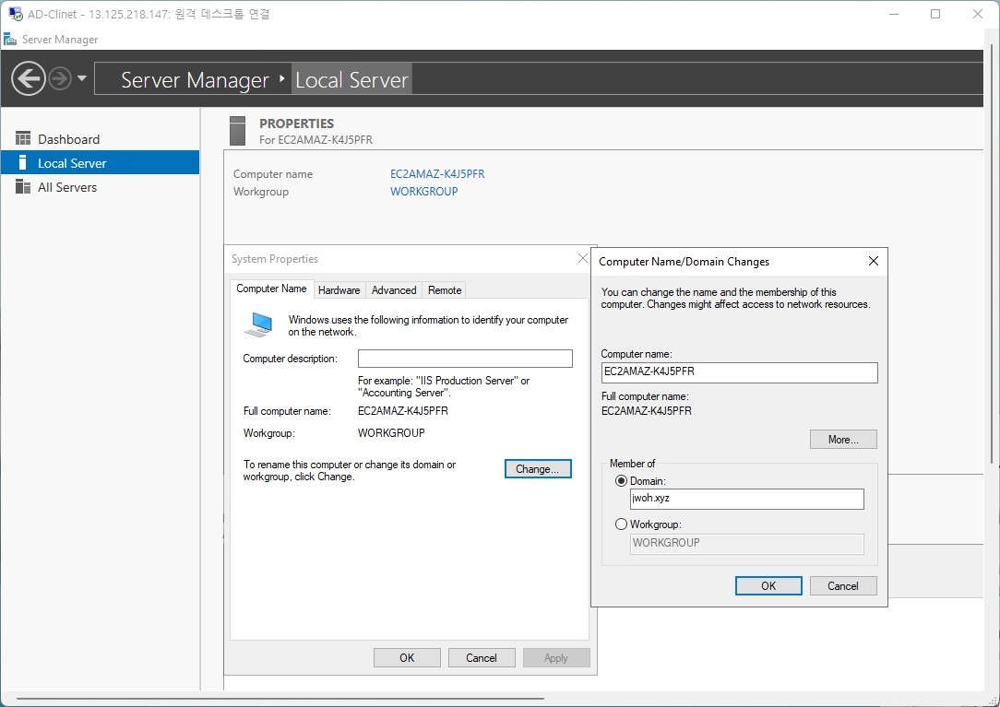 AD-Clinet - 13.125.218.147: 원격 데스크톱 연결
Server Manager
Server Manager
Local Server
Dashboard
Local Server
All Servers
PROPERTIES
For EC2AMAZ-K4J5PFR
Computer name
EC2AMAZ-K4J5PFR
Workgroup
WORKGROUP
System Properties
Computer Name
Hardware
Advanced
Remote
Windows uses the following information to identify your computer
on the network.
Computer description:
For example: "IIS Production Server" or
"Accounting Server".
Full computer name:
EC2AMAZ-K4J5PFR
Workgroup:
WORKGROUP
To rename this computer or change its domain or
workgroup, click Change.
Change...
OK
Cancel
Apply
Computer Name/Domain Changes
You can change the name and the membership of this
computer. Changes might affect access to network resources.
Computer name:
EC2AMAZ-K4J5PFR
Full computer name:
EC2AMAZ-K4J5PFR
More...
Member of
Domain:
jwoh.xyz
Workgroup:
WORKGROUP
OK
Cancel